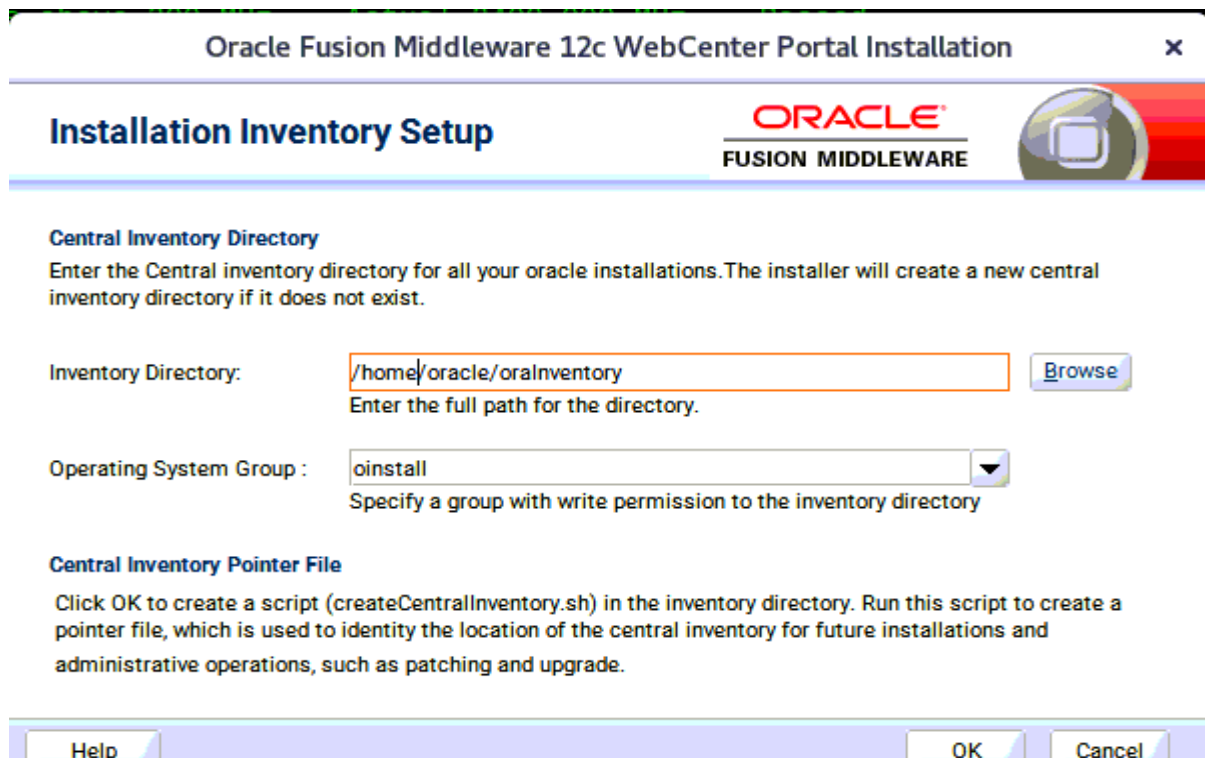 Oracle Fusion Middleware 12c WebCenter Portal Installation
Installation Inventory Setup
ORACLE
FUSION MIDDLEWARE
Central Inventory Directory
Enter the Central inventory directory for all your oracle installations.The installer will create a new central
inventory directory if it does not exist.
Inventory Directory: /home/oracle/oraInventory Browse
Enter the full path for the directory.
Operating System Group : oinstall
Specify a group with write permission to the inventory directory
Central Inventory Pointer File
Click OK to create a script (createCentralInventory.sh) in the inventory directory. Run this script to create a
pointer file, which is used to identity the location of the central inventory for future installations and
administrative operations, such as patching and upgrade.
Help OK Cancel